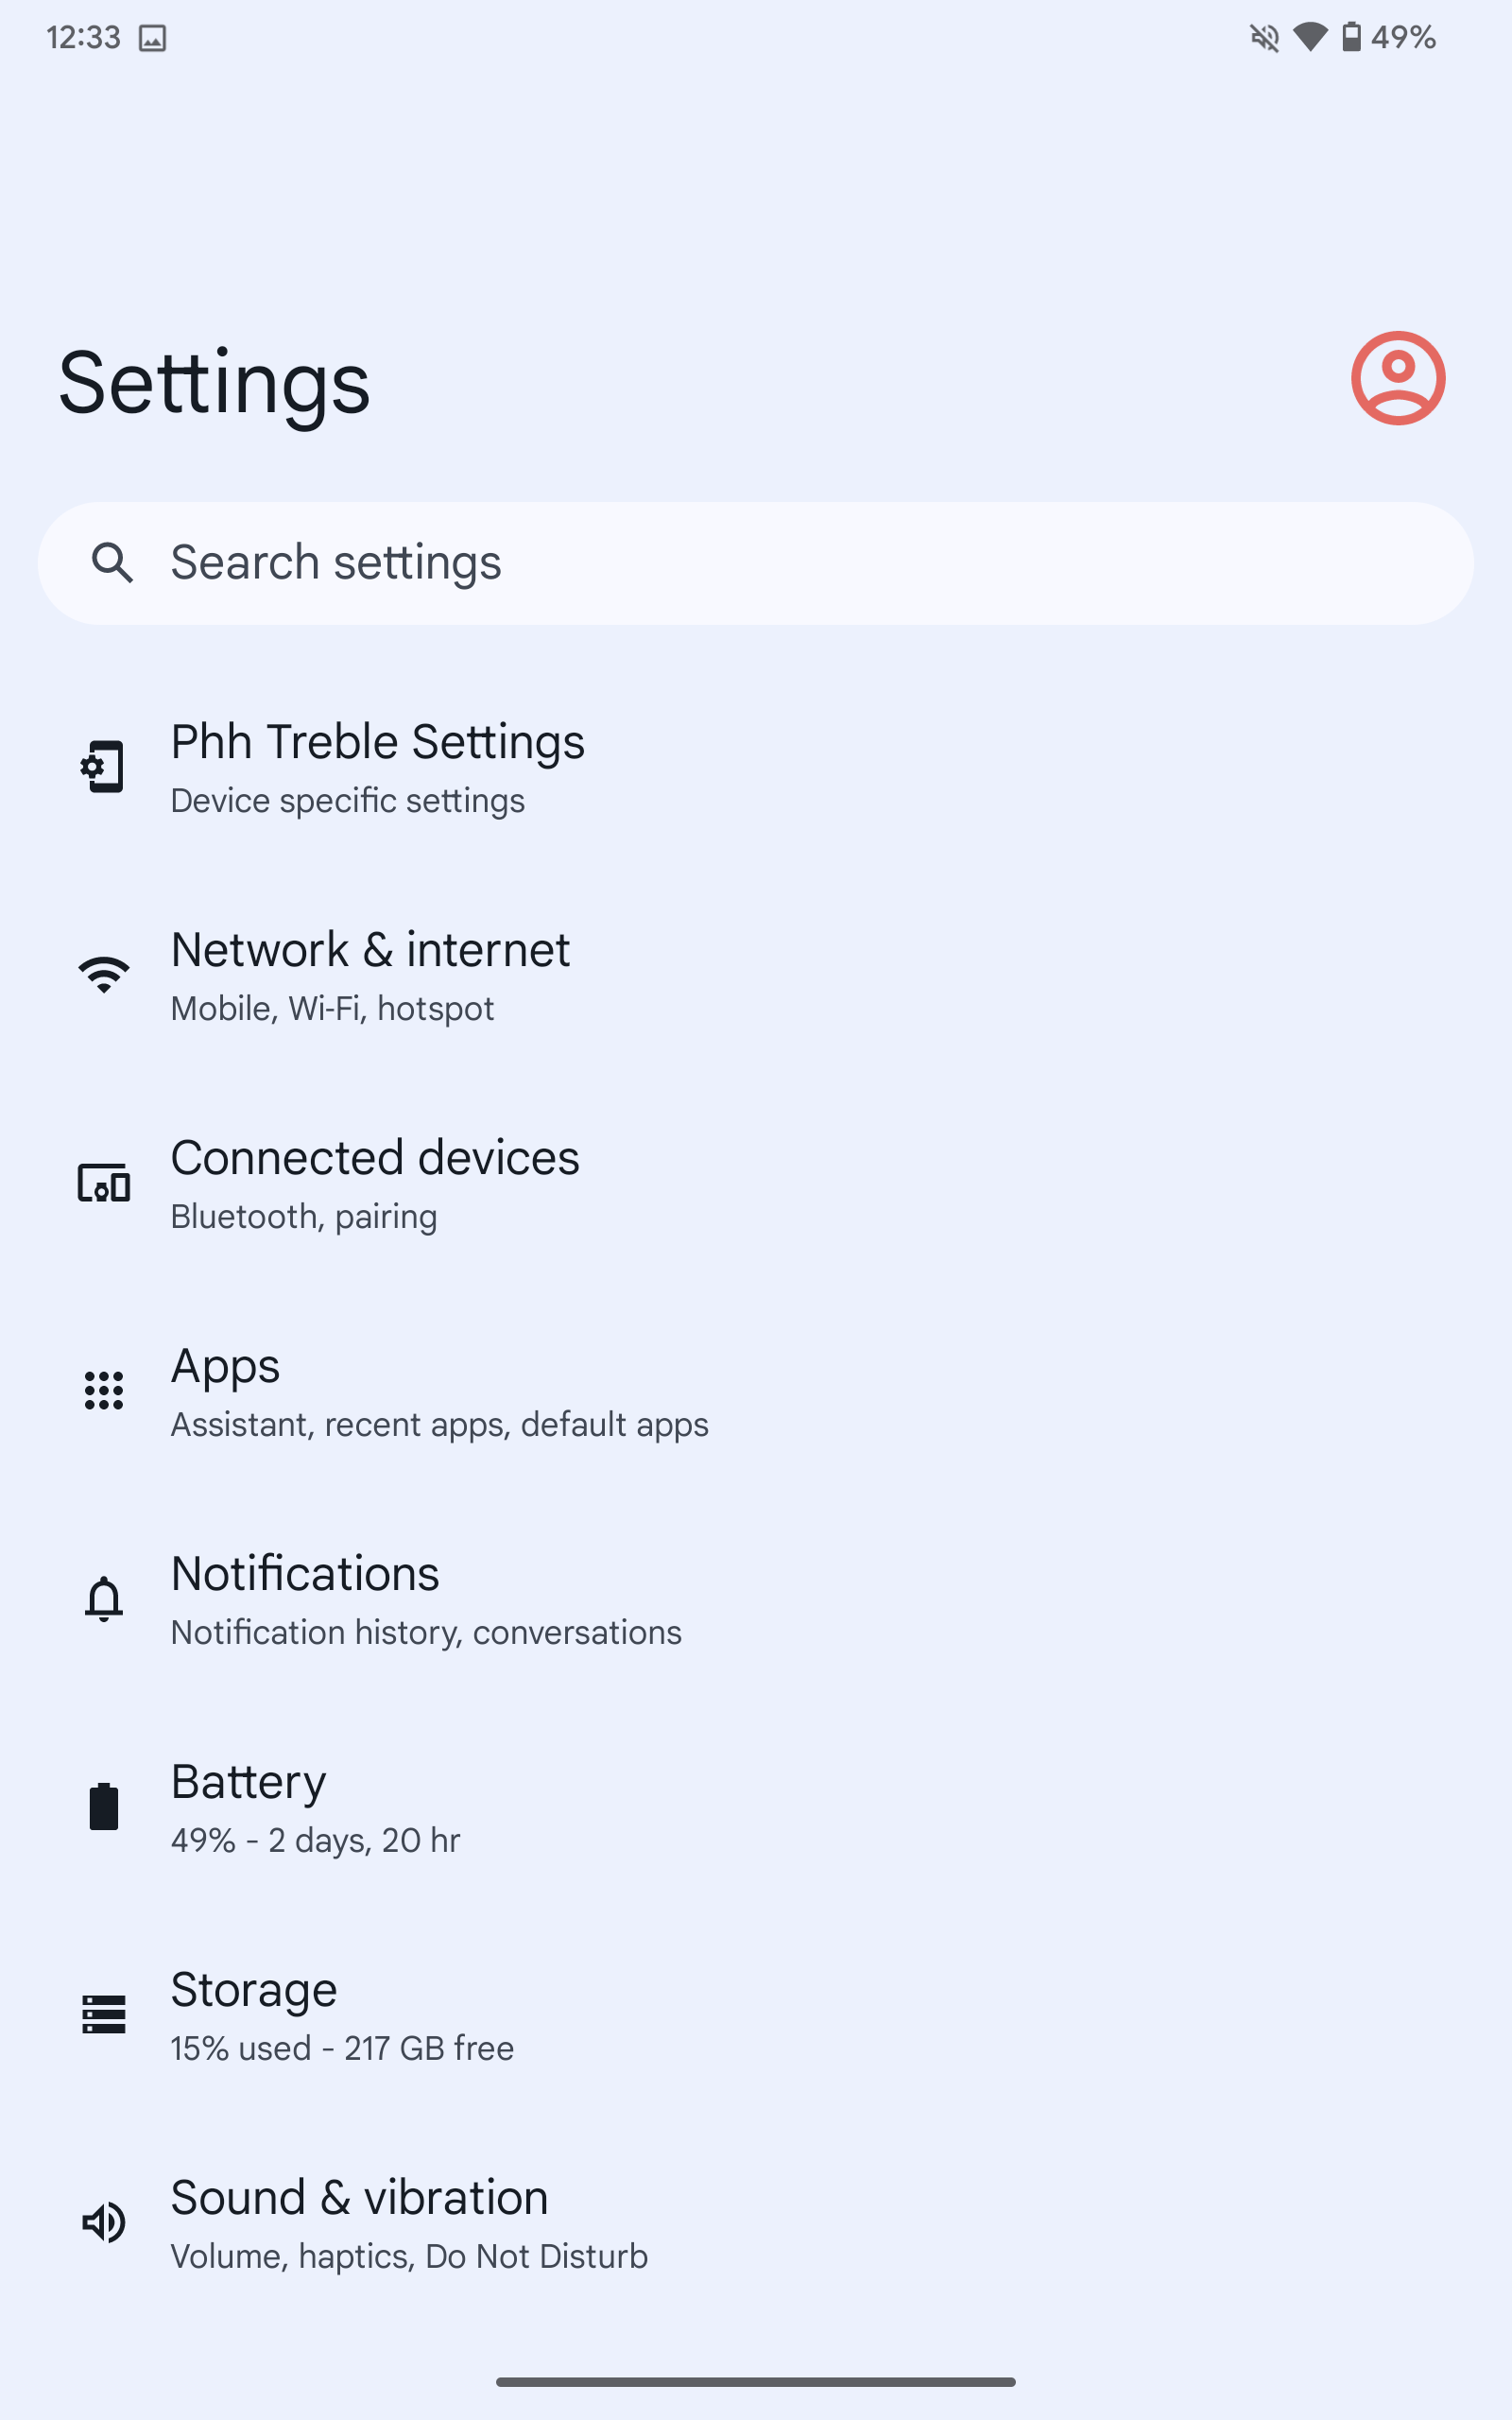 12:33
49%
Settings
Search settings
Phh Treble Settings
Device specific settings
Network & internet
Mobile, Wi-Fi, hotspot
Connected devices
Bluetooth, pairing
Apps
Assistant, recent apps, default apps
Notifications
Notification history, conversations
Battery
49% - 2 days, 20 hr
Storage
15% used - 217 GB free
Sound & vibration
Volume, haptics, Do Not Disturb